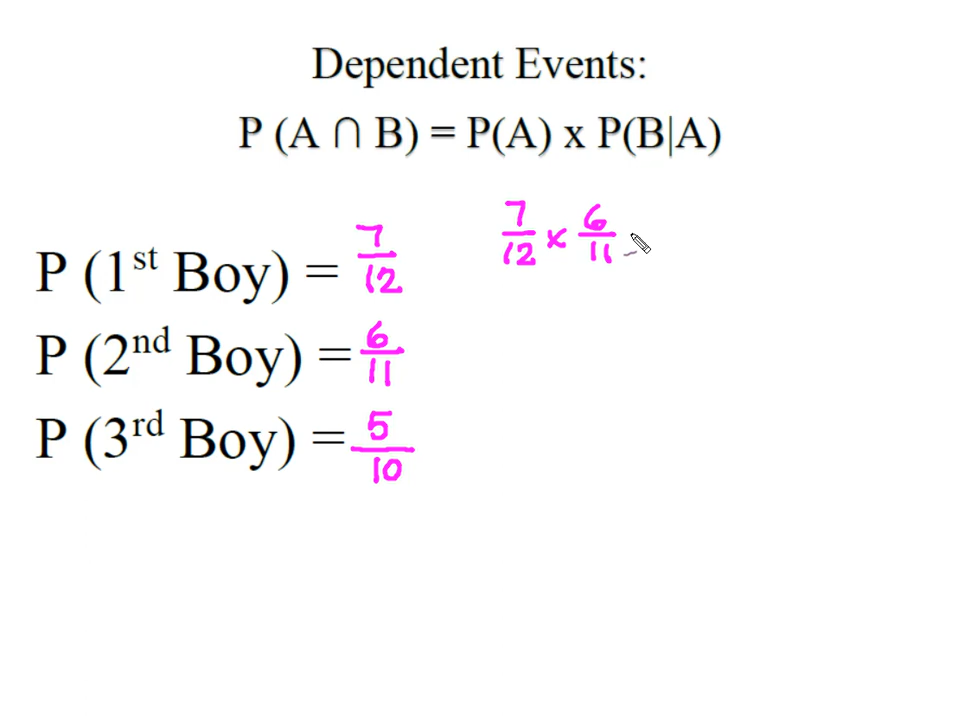 Dependent Events:
P (A ∩ B) = P(A) x P(B|A)
7/12 x 6/11
P (1st Boy) = 7/12
P (2nd Boy) = 6/11
P (3rd Boy) = 5/10